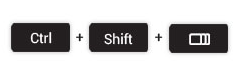 Ctrl + Shift +